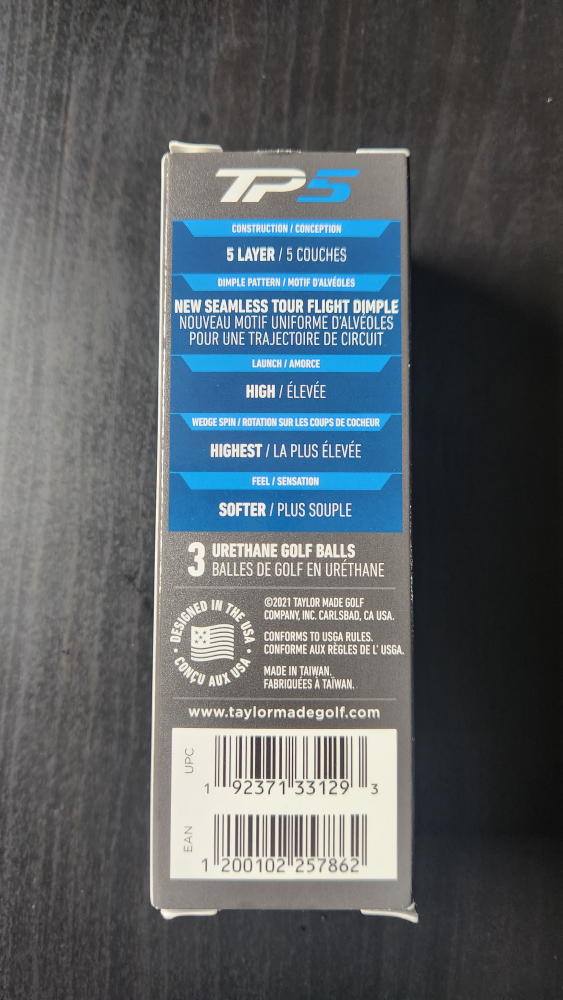 TP5
CONSTRUCTION / CONCEPTION
5 LAYER / 5 COUCHES
DIMPLE PATTERN / MOTIF D'ALVÉOLES
NEW SEAMLESS TOUR FLIGHT DIMPLE
NOUVEAU MOTIF UNIFORME D'ALVÉOLES
POUR UNE TRAJECTOIRE DE CIRCUIT
LAUNCH / AMORCE
HIGH / ÉLEVÉE
WEDGE SPIN / ROTATION SUR LES COUPS DE COCHEUR
HIGHEST / LA PLUS ÉLEVÉE
FEEL / SENSATION
SOFTER / PLUS SOUPLE
3 URETHANE GOLF BALLS
BALLES DE GOLF EN URÉTHANE
DESIGNED IN THE USA
CONÇU AUX USA
©2021 TAYLOR MADE GOLF
COMPANY, INC. CARLSBAD, CA USA.
CONFORMS TO USGA RULES.
CONFORME AUX RÈGLES DE L' USGA.
MADE IN TAIWAN.
FABRIQUÉES À TAÏWAN.
www.taylormadegolf.com
UPC
1 92371 33129 3
EAN
1 200102 257862